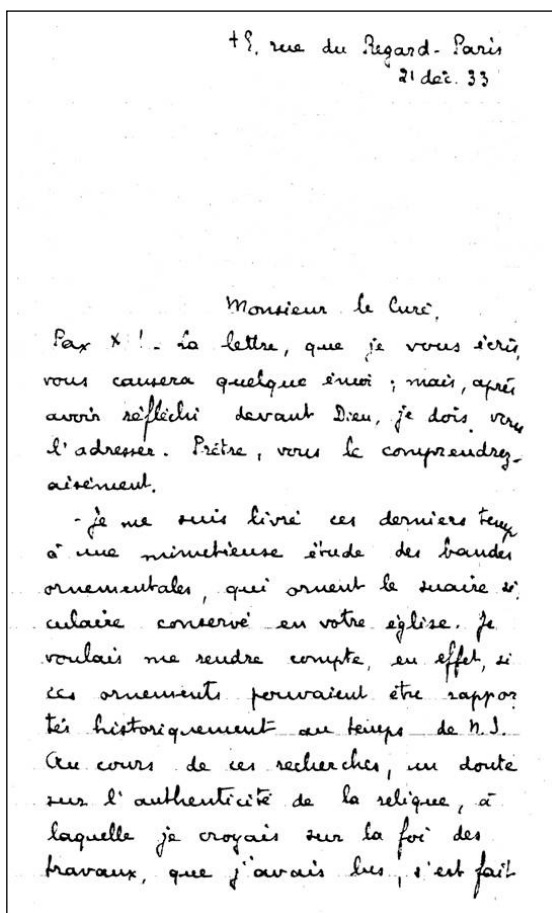 rue du Regard - Paris
21 déc. 33
Monsieur le Curé,
Pax X ! - La lettre, que je vous écris,
vous causera quelque émoi ; mais, après
avoir réfléchi devant Dieu, je dois vous
l'adresser. Prêtre, vous le comprendrez
aisément.
- Je me suis livré ces derniers temps
à une minutieuse étude des bandes
ornementales, qui ornent le suaire
culaire conservé en votre église. Je
voulais me rendre compte, en effet, si
ces ornements pouvaient être rappor
tés historiquement au temps de N.S.
Au cours de ces recherches, un doute
sur l'authenticité de la relique, à
laquelle je croyais sur la foi des
travaux, que j'avais lus, s'est fait